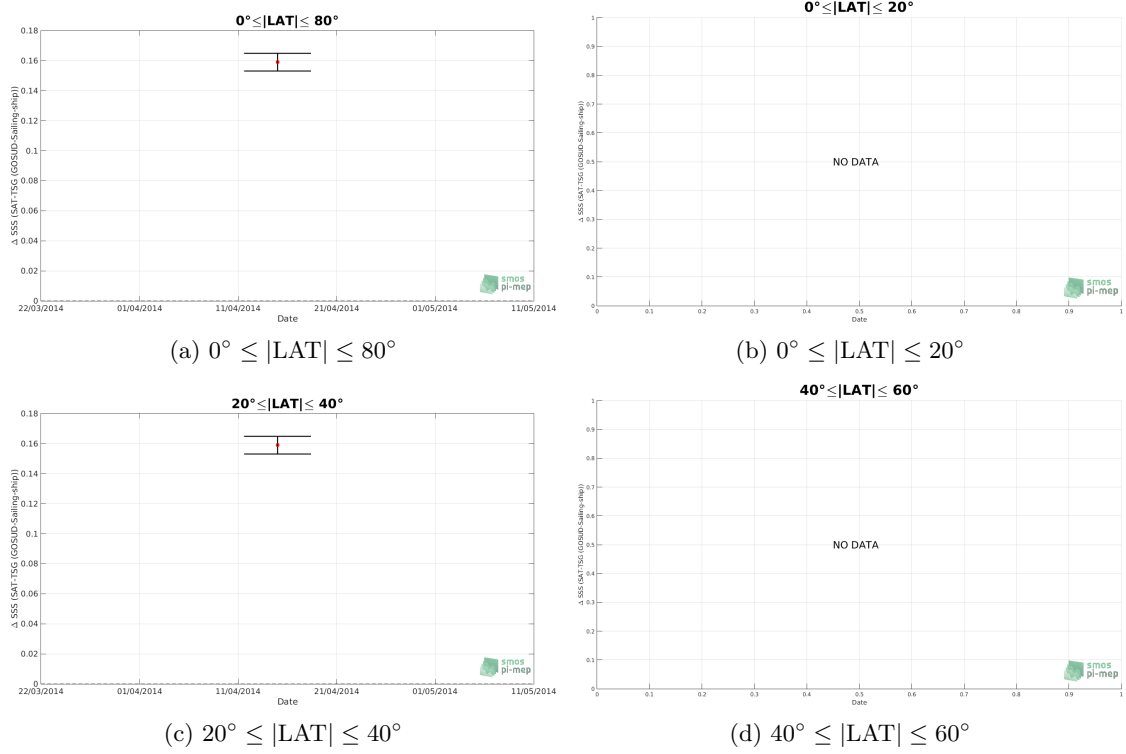 0°≤|LAT|≤ 80°
Δ SSS (SAT-TSG (GOSUD-Sailing-ship))
0.18
0.16
0.14
0.12
0.1
0.08
0.06
0.04
0.02
0
22/03/2014 01/04/2014 11/04/2014 21/04/2014 01/05/2014 11/05/2014
Date
smos
pi-mep
(a) 0° ≤ |LAT| ≤ 80°
0°≤|LAT|≤ 20°
Δ SSS (SAT-TSG (GOSUD-Sailing-ship))
1
0.9
0.8
0.7
0.6
0.5
0.4
0.3
0.2
0.1
0
NO DATA
0 0.1 0.2 0.3 0.4 0.5 0.6 0.7 0.8 0.9 1
Date
smos
pi-mep
(b) 0° ≤ |LAT| ≤ 20°
20°≤|LAT|≤ 40°
Δ SSS (SAT-TSG (GOSUD-Sailing-ship))
0.18
0.16
0.14
0.12
0.1
0.08
0.06
0.04
0.02
0
22/03/2014 01/04/2014 11/04/2014 21/04/2014 01/05/2014 11/05/2014
Date
smos
pi-mep
(c) 20° ≤ |LAT| ≤ 40°
40°≤|LAT|≤ 60°
Δ SSS (SAT-TSG (GOSUD-Sailing-ship))
1
0.9
0.8
0.7
0.6
0.5
0.4
0.3
0.2
0.1
0
NO DATA
0 0.1 0.2 0.3 0.4 0.5 0.6 0.7 0.8 0.9 1
Date
smos
pi-mep
(d) 40° ≤ |LAT| ≤ 60°